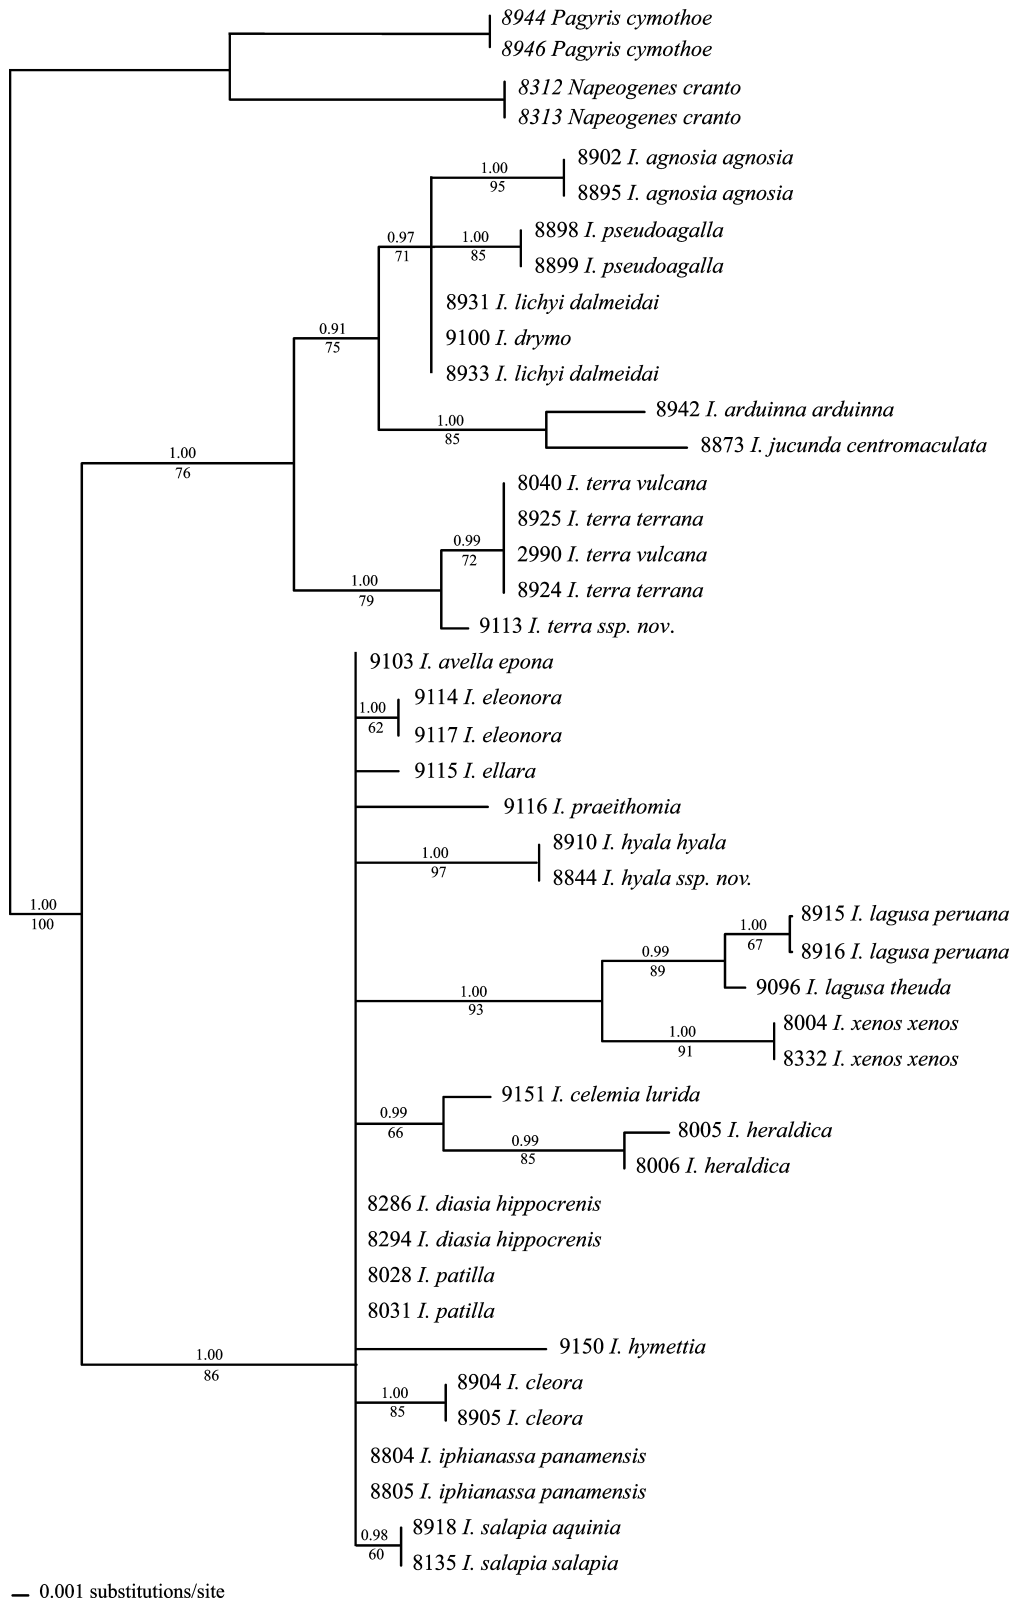 8944 Pagyris cymothoe
8946 Pagyris cymothoe
8312 Napeogenes cranto
8313 Napeogenes cranto
8902 I. agnosia agnosia
1.00
95
8895 I. agnosia agnosia
8898 I. pseudoagalla
0.97
71
1.00
85
8899 I. pseudoagalla
8931 I. lichyi dalmeidai
0.91
75
9100 I. drymo
8933 I. lichyi dalmeidai
8942 I. arduinna arduinna
1.00
85
8873 I. jucunda centromaculata
1.00
76
8040 I. terra vulcana
8925 I. terra terrana
0.99
72
2990 I. terra vulcana
8924 I. terra terrana
1.00
79
9113 I. terra ssp. nov.
9103 I. avella epona
9114 I. eleonora
1.00
62
9117 I. eleonora
9115 I. ellara
9116 I. praeithomia
8910 I. hyala hyala
1.00
97
8844 I. hyala ssp. nov.
1.00
100
8915 I. lagusa peruana
1.00
67
8916 I. lagusa peruana
0.99
89
9096 I. lagusa theuda
1.00
93
8004 I. xenos xenos
1.00
91
8332 I. xenos xenos
9151 I. celemia lurida
0.99
66
8005 I. heraldica
0.99
85
8006 I. heraldica
8286 I. diasia hippocrenis
8294 I. diasia hippocrenis
8028 I. patilla
8031 I. patilla
9150 I. hymettia
1.00
86
8904 I. cleora
1.00
85
8905 I. cleora
8804 I. iphianassa panamensis
8805 I. iphianassa panamensis
8918 I. salapia aquinia
0.98
60
8135 I. salapia salapia
0.001 substitutions/site